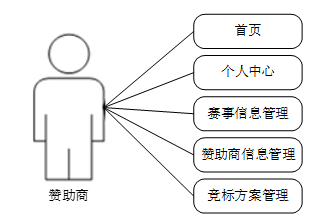 首页
个人中心
赛事信息管理
赞助商信息管理
竞标方案管理
赞助商